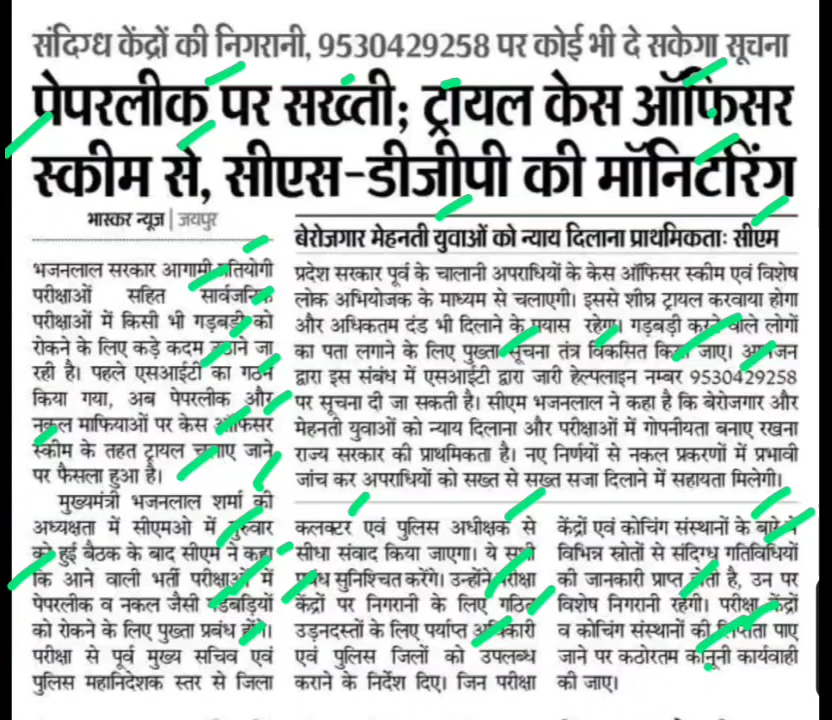 संदिग्ध केंद्रों की निगरानी, 9530429258 पर कोई भी दे सकेगा सूचना
पेपरलीक पर सख्ती; ट्रायल केस ऑफिसर
स्कीम से, सीएस-डीजीपी की मॉनिटरिंग
भास्कर न्यूज | जयपुर
भजनलाल सरकार आगामी प्रतियोगी
परीक्षाओं सहित सार्वजनिक
परीक्षाओं में किसी भी गड़बड़ी को
रोकने के लिए कड़े कदम उठाने जा
रही है। पहले एसआईटी का गठन
किया गया, अब पेपरलीक और
नकल माफियाओं पर केस ऑफिसर
स्कीम के तहत ट्रायल चलाए जाने
पर फैसला हुआ है।
मुख्यमंत्री भजनलाल शर्मा की
अध्यक्षता में सीएमओ में गुरुवार
को हुई बैठक के बाद सीएम ने कहा
कि आने वाली भर्ती परीक्षाओं में
पेपरलीक व नकल जैसी गडबड़ियों
को रोकने के लिए पुख्ता प्रबंध होंगे।
परीक्षा से पूर्व मुख्य सचिव एवं
पुलिस महानिदेशक स्तर से जिला
बेरोजगार मेहनती युवाओं को न्याय दिलाना प्राथमिकताः सीएम
प्रदेश सरकार पूर्व के चालानी अपराधियों के केस ऑफिसर स्कीम एवं विशेष
लोक अभियोजक के माध्यम से चलाएगी। इससे शीघ्र ट्रायल करवाया होगा
और अधिकतम दंड भी दिलाने के प्रयास रहेगा। गड़बड़ी करने वाले लोगों
का पता लगाने के लिए पुख्ता सूचना तंत्र विकसित किया जाए। आमजन
द्वारा इस संबंध में एसआईटी द्वारा जारी हेल्पलाइन नम्बर 9530429258
पर सूचना दी जा सकती है। सीएम भजनलाल ने कहा है कि बेरोजगार और
मेहनती युवाओं को न्याय दिलाना और परीक्षाओं में गोपनीयता बनाए रखना
राज्य सरकार की प्राथमिकता है। नए निर्णयों से नकल प्रकरणों में प्रभावी
जांच कर अपराधियों को सख्त से सख्त सजा दिलाने में सहायता मिलेगी।
कलक्टर एवं पुलिस अधीक्षक से
सीधा संवाद किया जाएगा। ये सभी
प्रबंध सुनिश्चित करेंगे। उन्होंने परीक्षा
केंद्रों पर निगरानी के लिए गठित
उड़नदस्तों के लिए पर्याप्त अधिकारी
एवं पुलिस जिलों को उपलब्ध
कराने के निर्देश दिए। जिन परीक्षा
केंद्रों एवं कोचिंग संस्थानों के बारे में
विभिन्न स्रोतों से संदिग्ध गतिविधियों
की जानकारी प्राप्त होती है, उन पर
विशेष निगरानी रहेगी। परीक्षा केंद्रों
व कोचिंग संस्थानों की लिप्तता पाए
जाने पर कठोरतम कानूनी कार्यवाही
की जाए।